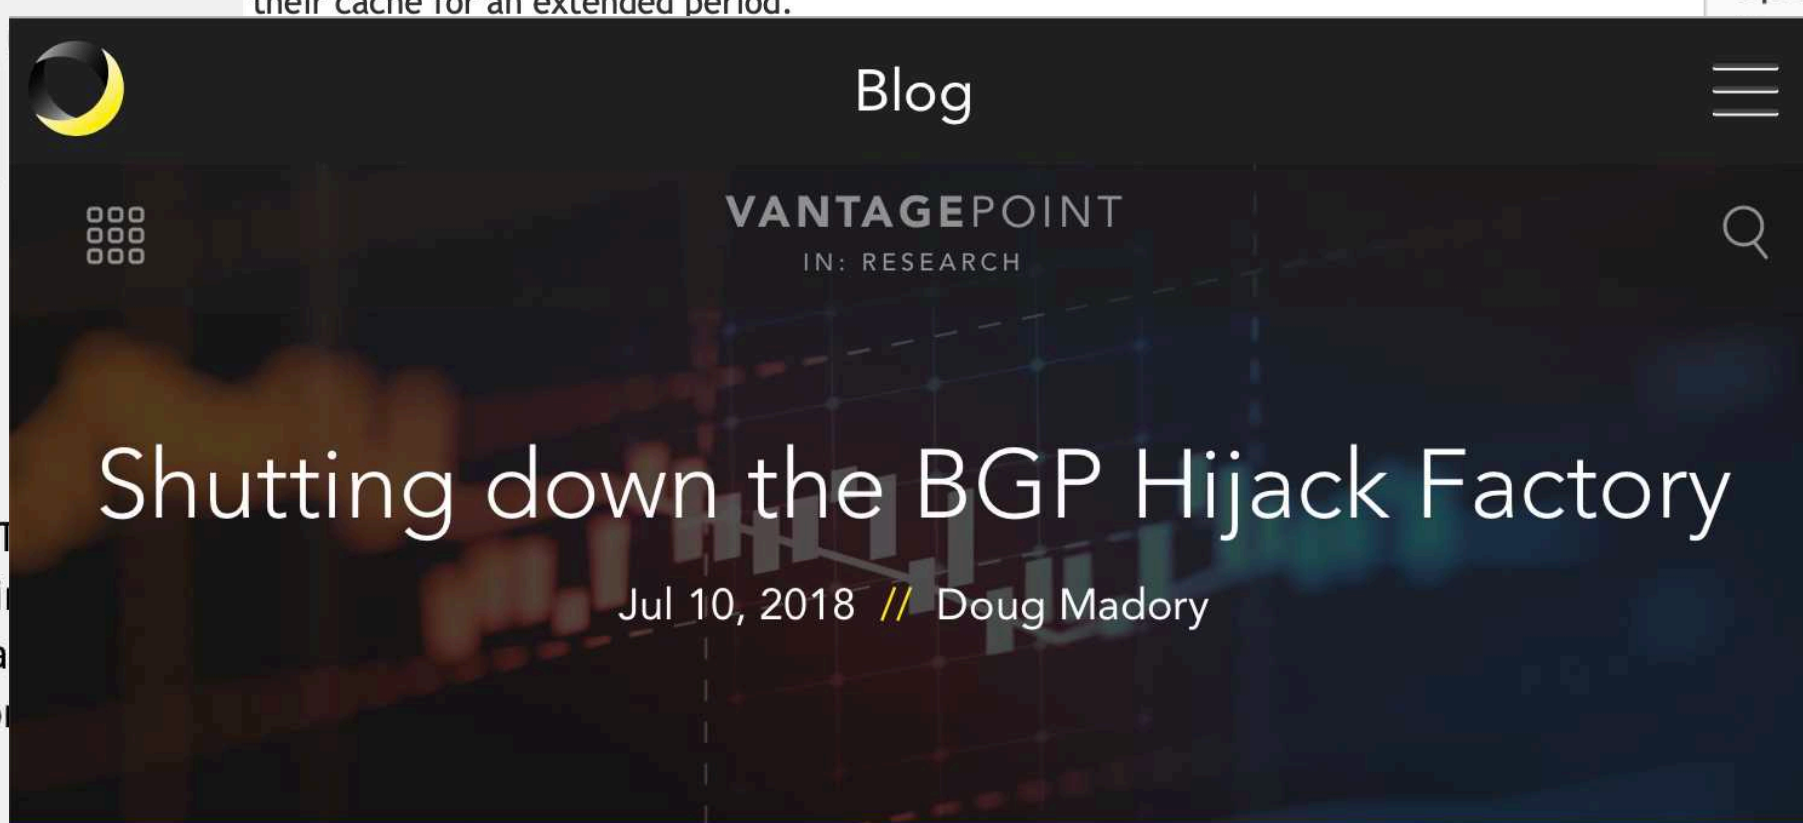 their cache for an extended period.
Blog
VANTAGEPOINT
IN: RESEARCH
Shutting down the BGP Hijack Factory
Jul 10, 2018 // Doug Madory